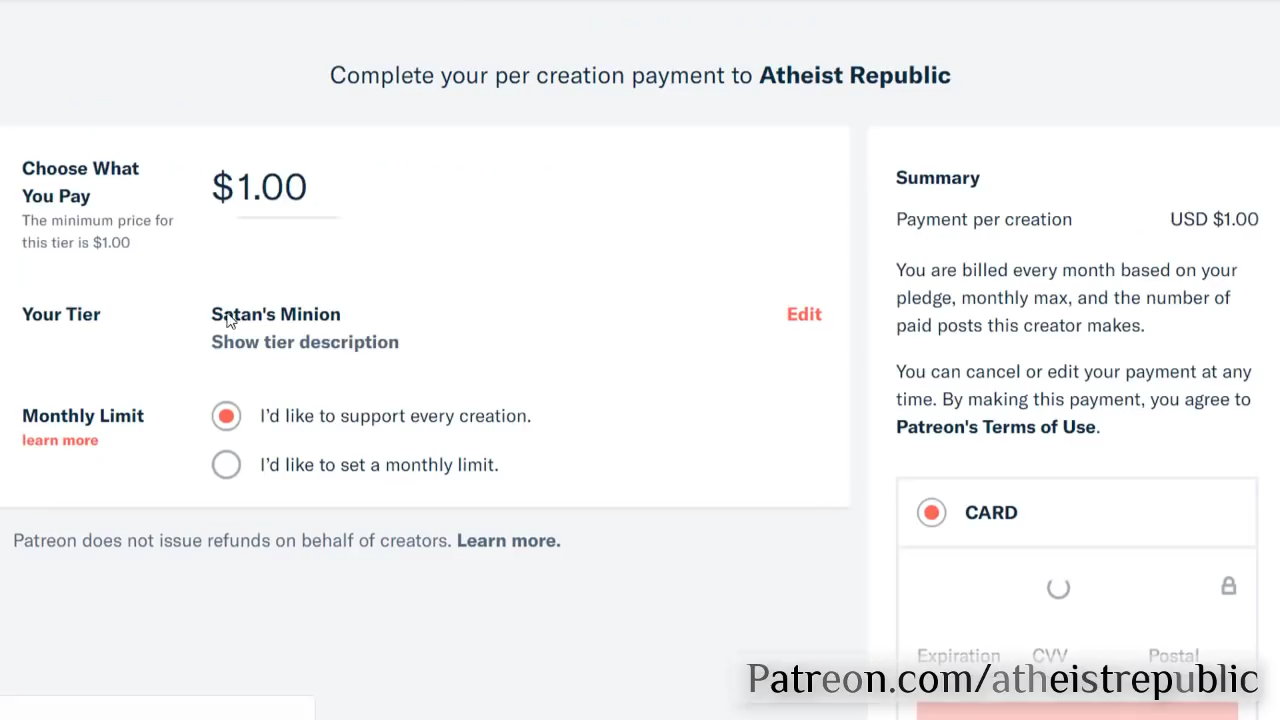 Complete your per creation payment to Atheist Republic
Choose What
You Pay
The minimum price for
this tier is $1.00
$1.00
Your Tier
Satan's Minion
Show tier description
Edit
Monthly Limit
learn more
I'd like to support every creation.
I'd like to set a monthly limit.
Patreon does not issue refunds on behalf of creators. Learn more.
Summary
Payment per creation USD $1.00
You are billed every month based on your
pledge, monthly max, and the number of
paid posts this creator makes.
You can cancel or edit your payment at any
time. By making this payment, you agree to
Patreon's Terms of Use.
CARD
Expiration CVV Postal
Patreon.com/atheistrepublic